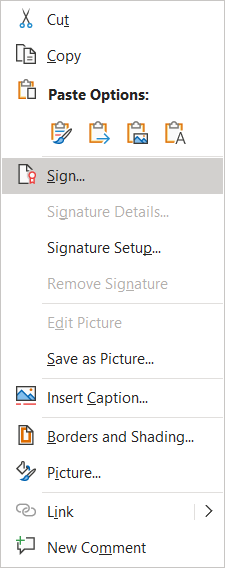 Cut
Copy
Paste Options:
A
Sign...
Signature Details...
Signature Setup...
Remove Signature
Edit Picture
Save as Picture...
Insert Caption...
Borders and Shading...
Picture...
Link
New Comment